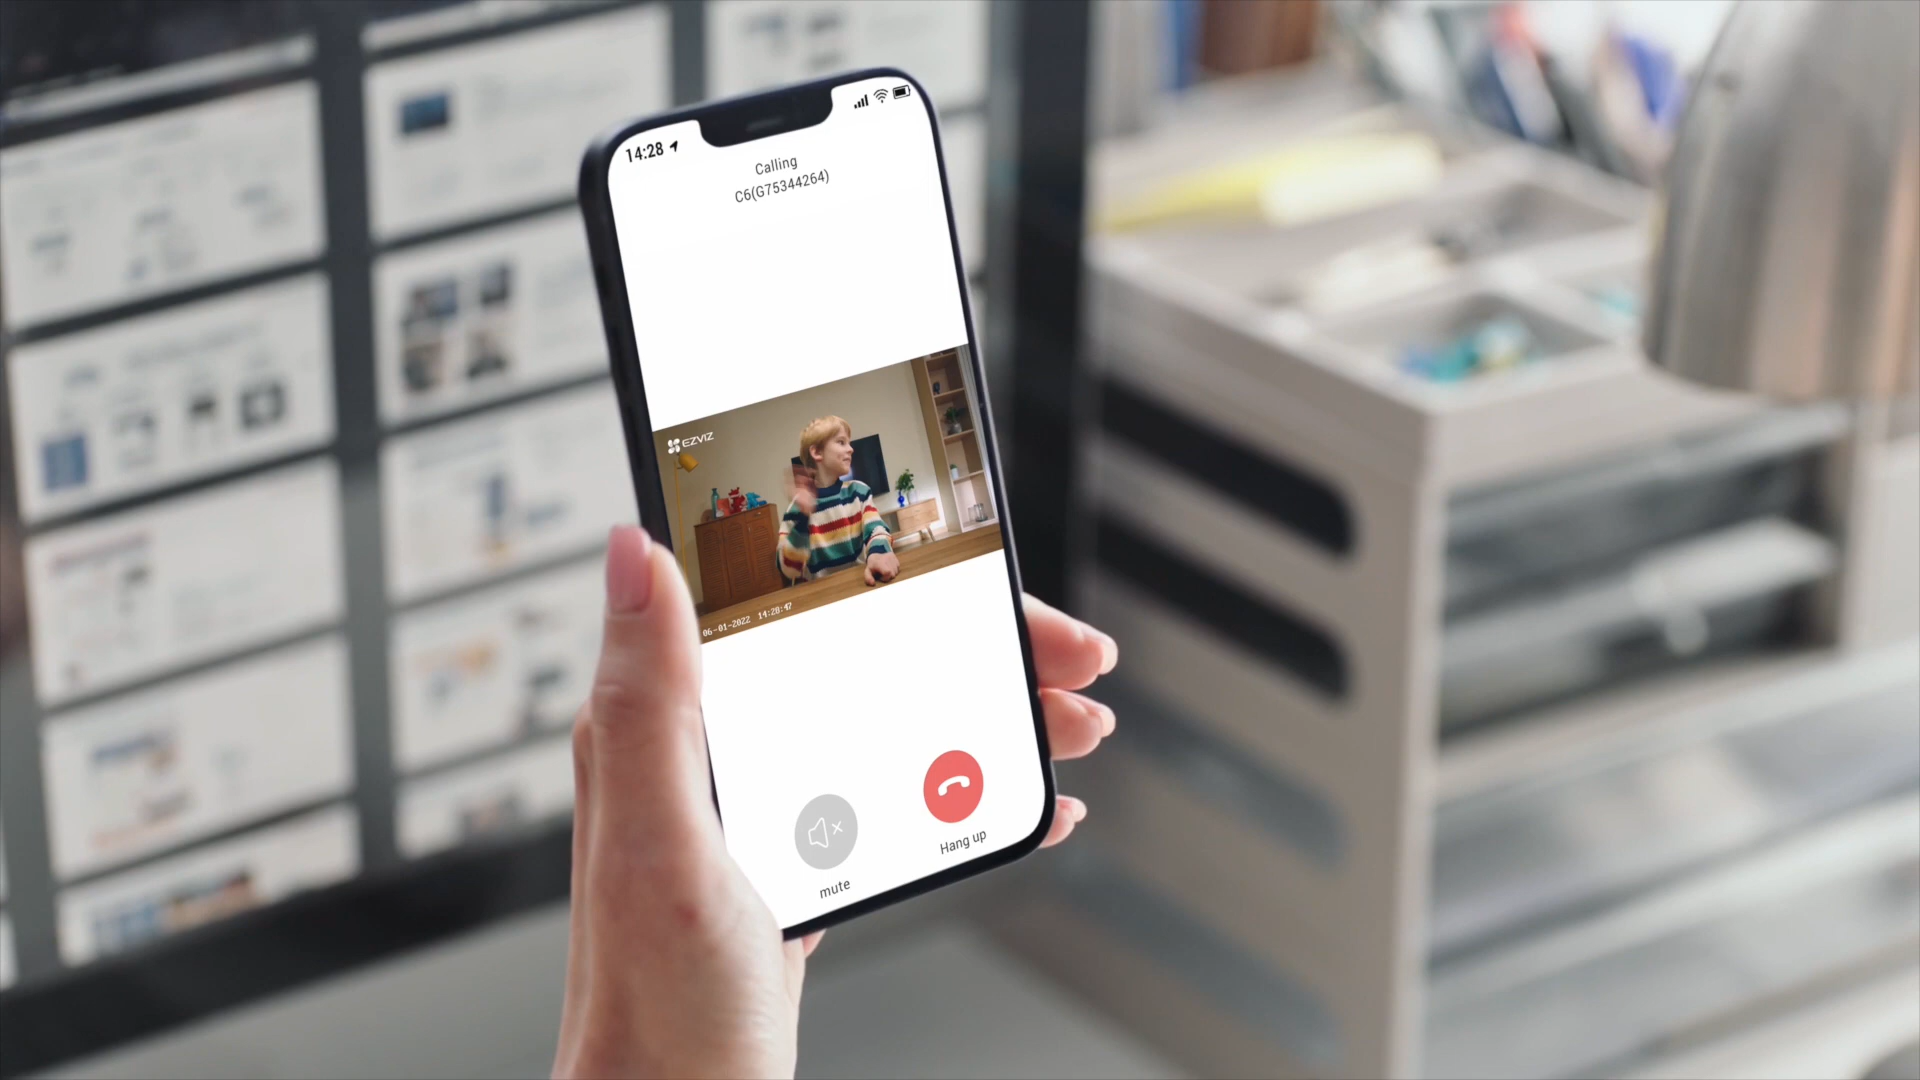 14:28
Calling
C6(G75344264)
EZVIZ
06-01-2022 14:28:47
mute
Hang up